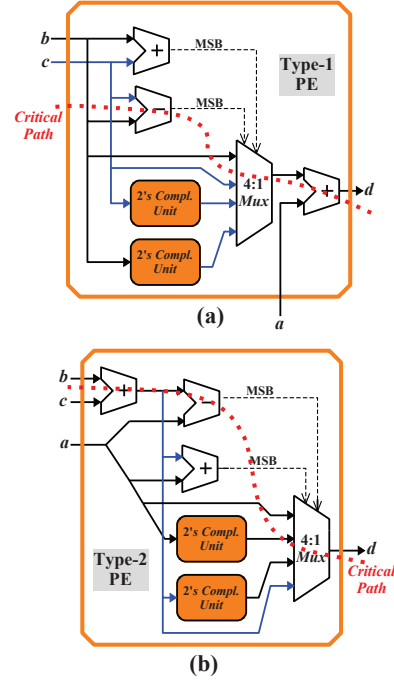 b
+
MSB
Type-1
PE
c
MSB
−
Critical
Path
4:1
Mux
2's Compl.
Unit
+
d
2's Compl.
Unit
(a)
a
b
+
c
−
MSB
a
+
MSB
4:1
Mux
d
Type-2
PE
2's Compl.
Unit
Critical
Path
2's Compl.
Unit
(b)